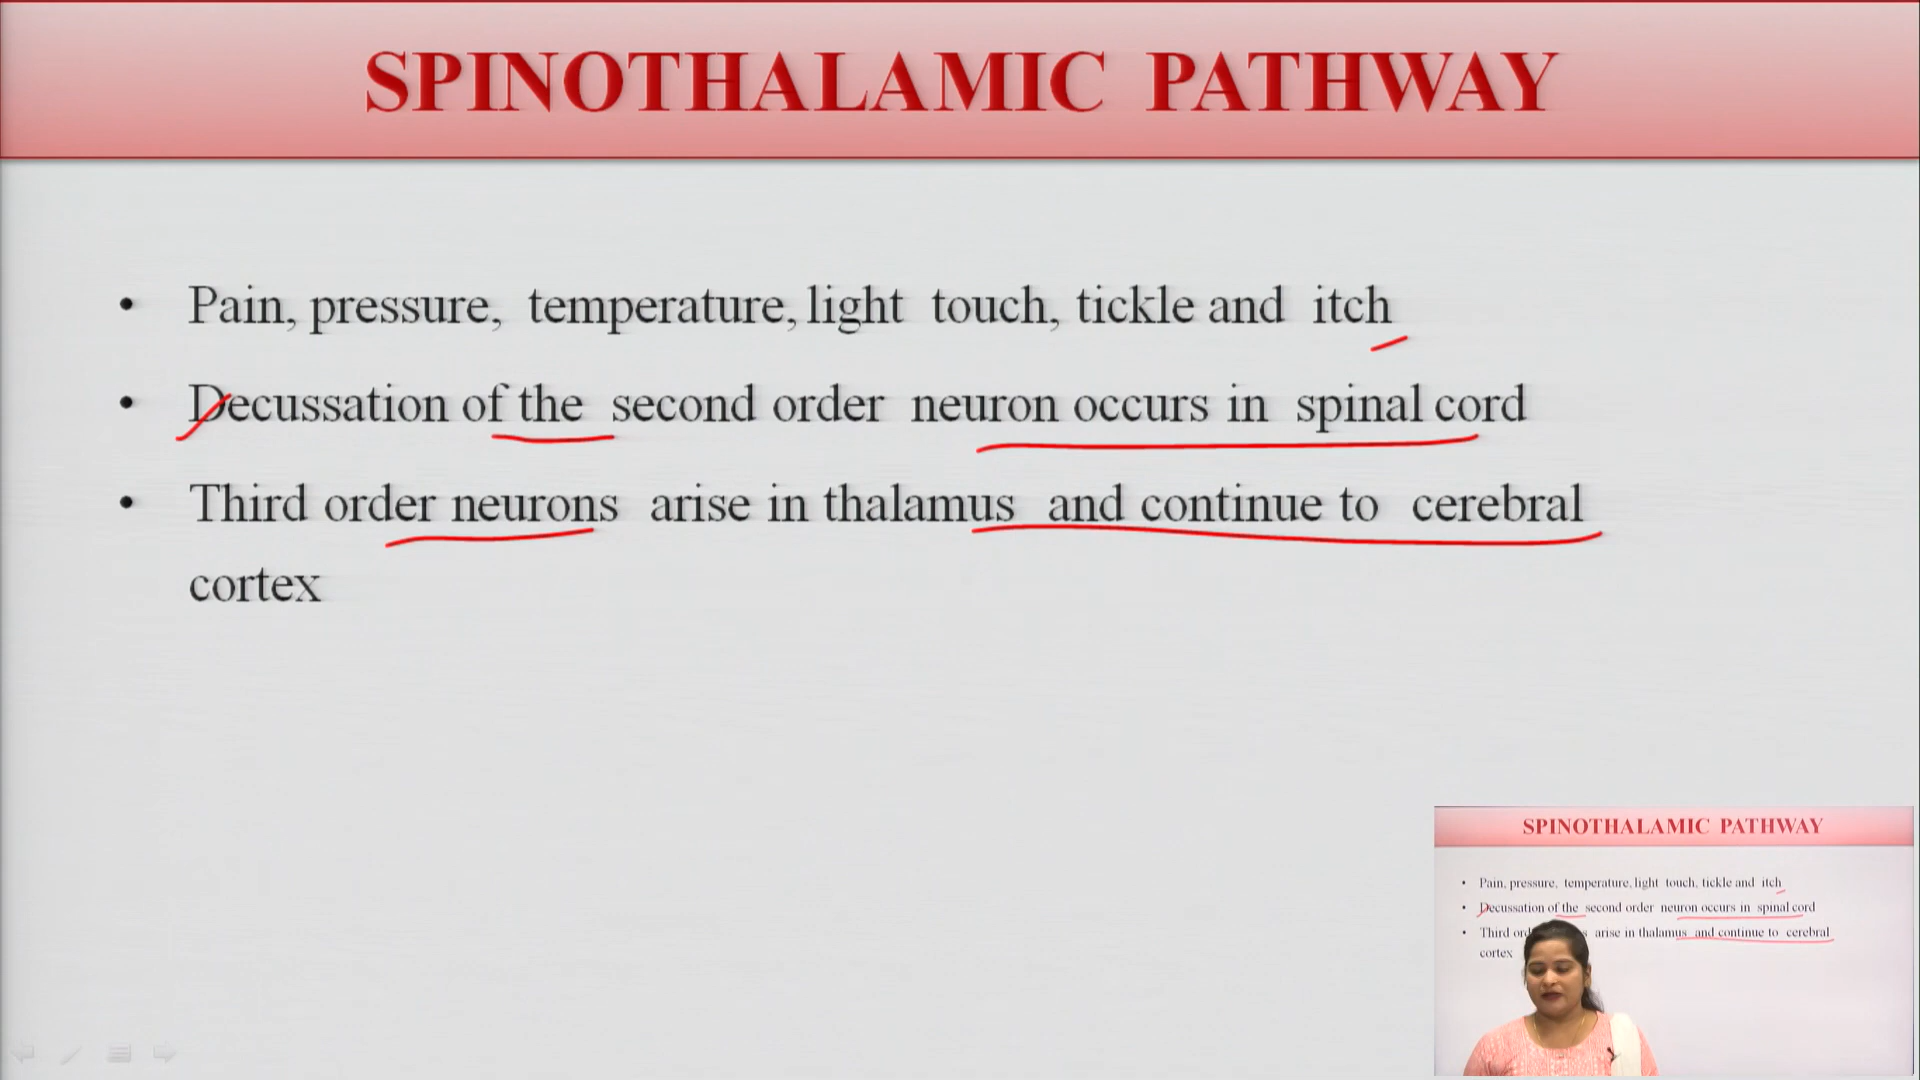 SPINOTHALAMIC PATHWAY
• Pain, pressure, temperature, light touch, tickle and itch
• Decussation of the second order neuron occurs in spinal cord
• Third order neurons arise in thalamus and continue to cerebral
cortex
SPINOTHALAMIC PATHWAY
• Pain, pressure, temperature, light touch, tickle and itch
• Decussation of the second order neuron occurs in spinal cord
• Third arise in thalamus and continue to cerebral
cortex